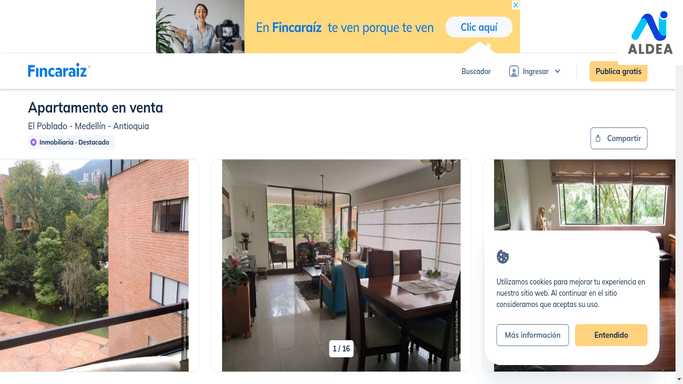 En Fincaraíz te ven porque te ven
Clic aquí
ALDEA
Fincaraiz
Buscador
Ingresar
Publica gratis
Apartamento en venta
El Poblado - Medellín - Antioquia
Inmobiliaria · Destacado
Compartir
1 / 16
Utilizamos cookies para mejorar tu experiencia en
nuestro sitio web. Al continuar en el sitio
consideramos que aceptas su uso.
Más información
Entendido